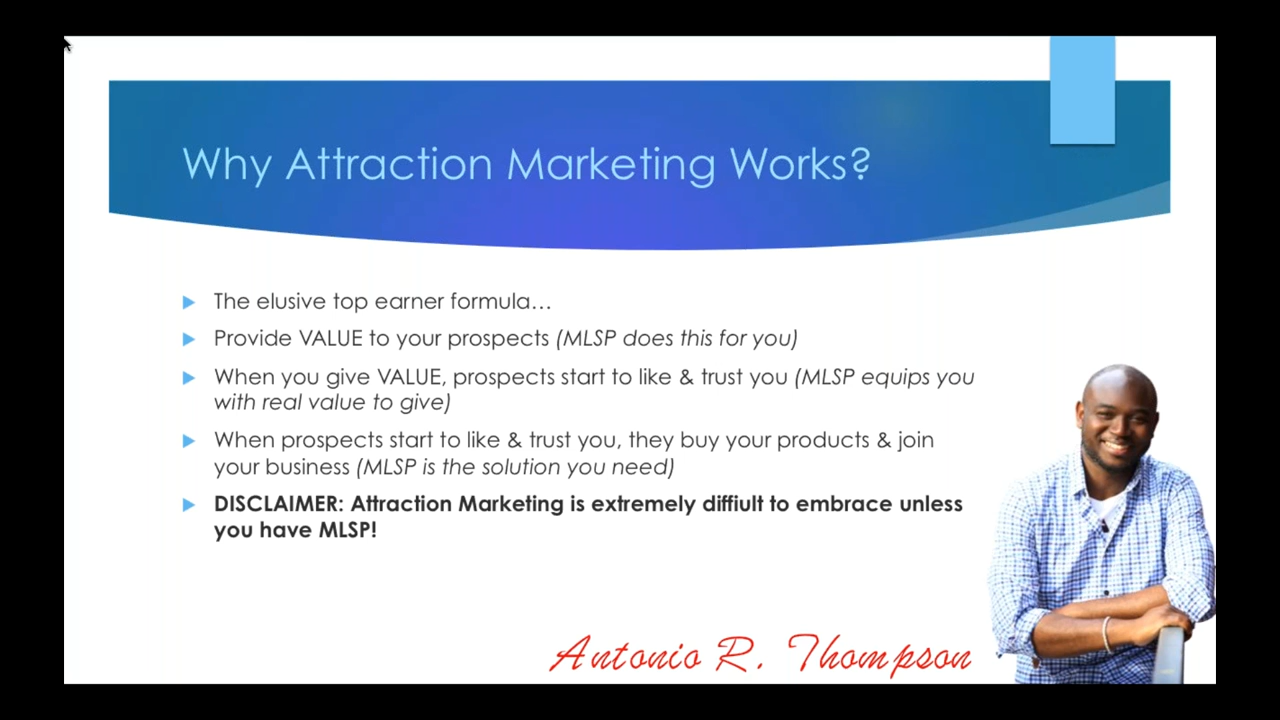 Why Attraction Marketing Works?
The elusive top earner formula...
Provide VALUE to your prospects (MLSP does this for you)
When you give VALUE, prospects start to like & trust you (MLSP equips you
with real value to give)
When prospects start to like & trust you, they buy your products & join
your business (MLSP is the solution you need)
DISCLAIMER: Attraction Marketing is extremely diffiult to embrace unless
you have MLSP!
Antonio R. Thompson